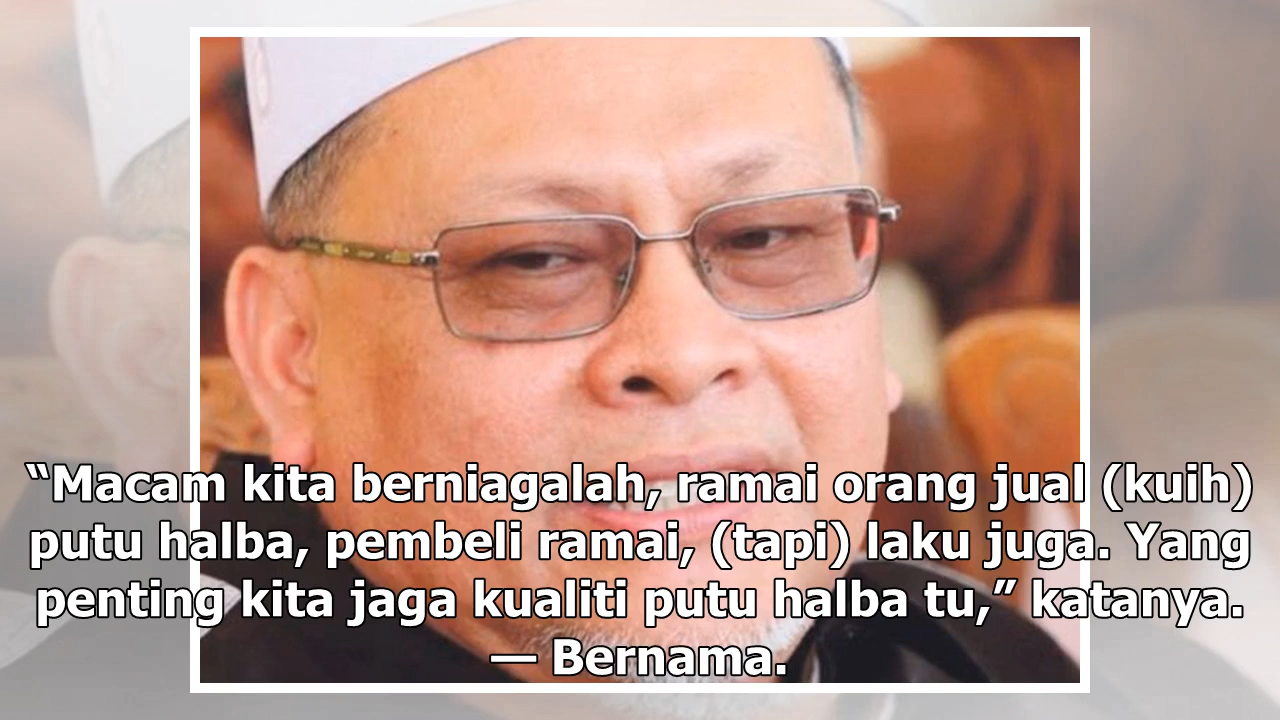 “Macam kita berniagalah, ramai orang jual (kuih)
putu halba, pembeli ramai, (tapi) laku juga. Yang
penting kita jaga kualiti putu halba tu,” katanya.
— Bernama.